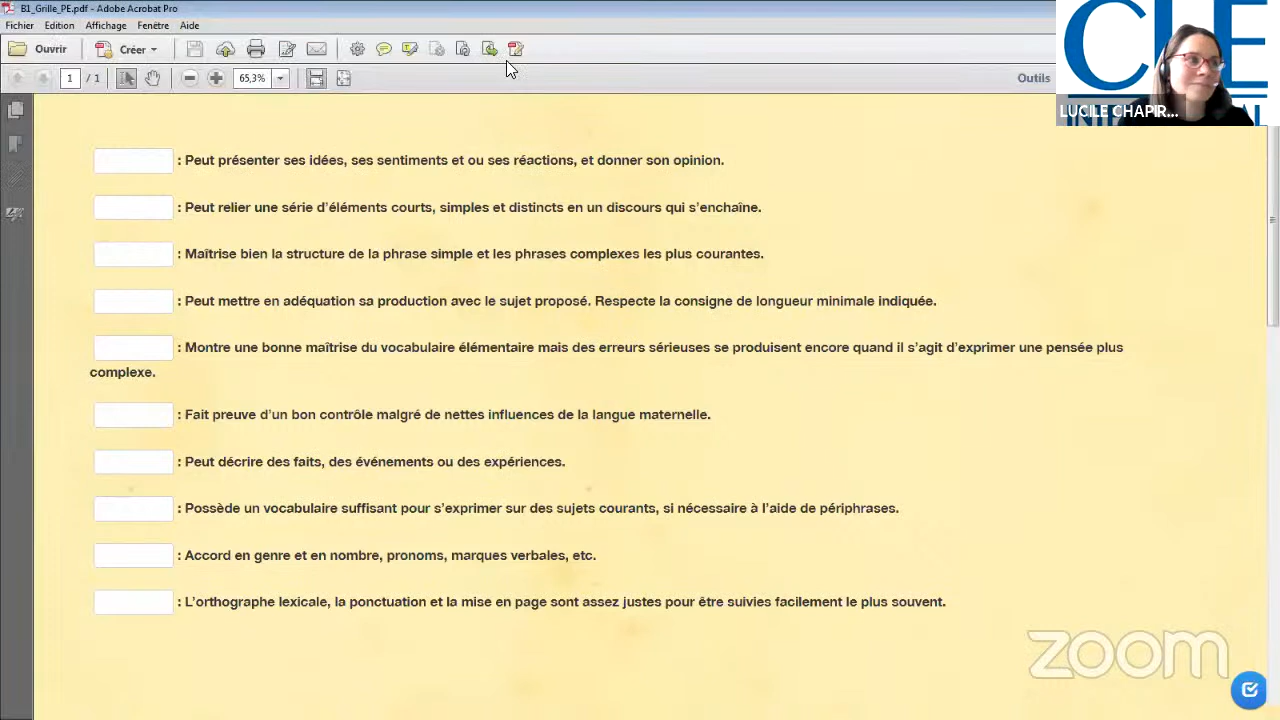 B1_Grille_PE.pdf - Adobe Acrobat Pro
Fichier Edition Affichage Fenêtre Aide
Ouvrir Créer
1 / 1 65,3% Outils
CLE
LUCILE CHAPIR...
: Peut présenter ses idées, ses sentiments et ou ses réactions, et donner son opinion.
: Peut relier une série d'éléments courts, simples et distincts en un discours qui s'enchaîne.
: Maîtrise bien la structure de la phrase simple et les phrases complexes les plus courantes.
: Peut mettre en adéquation sa production avec le sujet proposé. Respecte la consigne de longueur minimale indiquée.
: Montre une bonne maîtrise du vocabulaire élémentaire mais des erreurs sérieuses se produisent encore quand il s'agit d'exprimer une pensée plus
complexe.
: Fait preuve d'un bon contrôle malgré de nettes influences de la langue maternelle.
: Peut décrire des faits, des événements ou des expériences.
: Possède un vocabulaire suffisant pour s'exprimer sur des sujets courants, si nécessaire à l'aide de périphrases.
: Accord en genre et en nombre, pronoms, marques verbales, etc.
: L'orthographe lexicale, la ponctuation et la mise en page sont assez justes pour être suivies facilement le plus souvent.
zoom